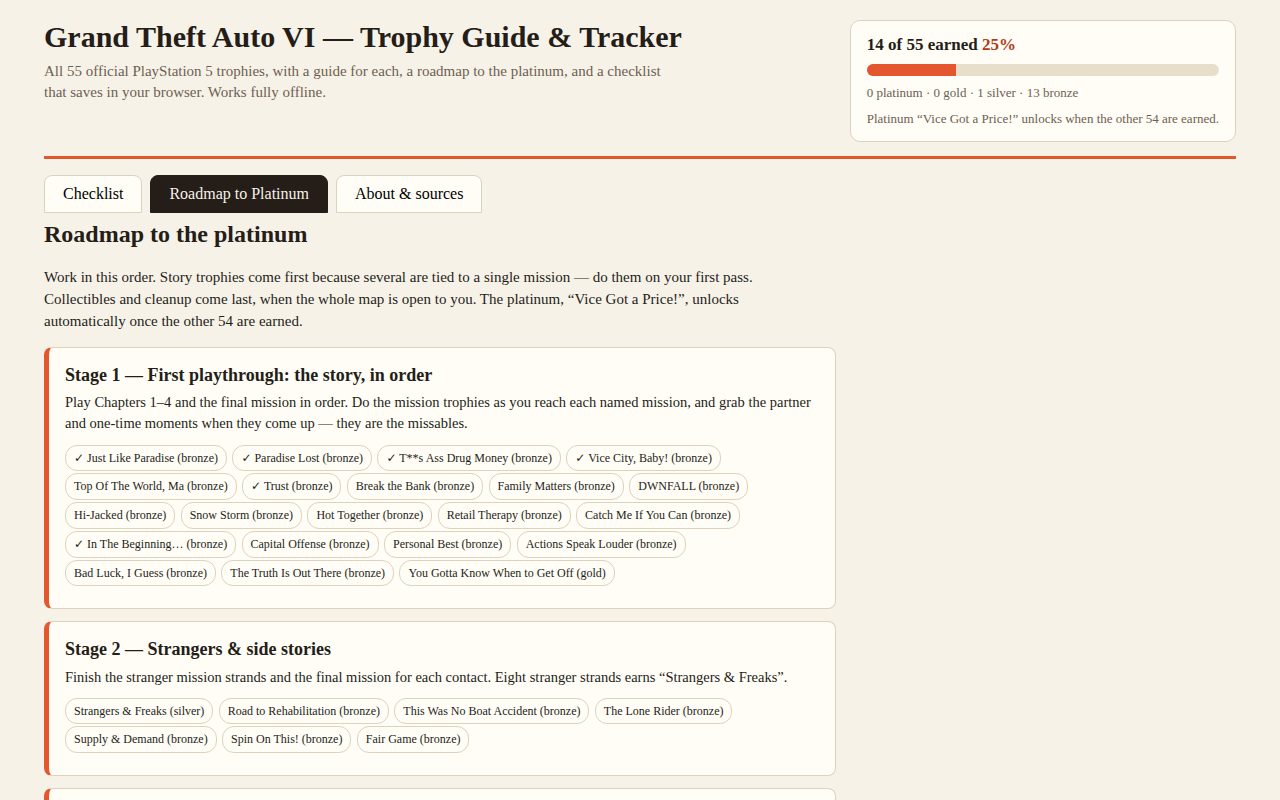 Grand Theft Auto VI — Trophy Guide & Tracker
All 55 official PlayStation 5 trophies, with a guide for each, a roadmap to the platinum, and a checklist
that saves in your browser. Works fully offline.
14 of 55 earned 25%
0 platinum · 0 gold · 1 silver · 13 bronze
Platinum “Vice Got a Price!” unlocks when the other 54 are earned.
Checklist
Roadmap to Platinum
About & sources
Roadmap to the platinum
Work in this order. Story trophies come first because several are tied to a single mission — do them on your first pass.
Collectibles and cleanup come last, when the whole map is open to you. The platinum, “Vice Got a Price!”, unlocks
automatically once the other 54 are earned.
Stage 1 — First playthrough: the story, in order
Play Chapters 1–4 and the final mission in order. Do the mission trophies as you reach each named mission, and grab the partner
and one-time moments when they come up — they are the missables.
✓ Just Like Paradise (bronze) ✓ Paradise Lost (bronze) ✓ T**s Ass Drug Money (bronze) ✓ Vice City, Baby! (bronze)
Top Of The World, Ma (bronze) ✓ Trust (bronze) Break the Bank (bronze) Family Matters (bronze) DWNFALL (bronze)
Hi-Jacked (bronze) Snow Storm (bronze) Hot Together (bronze) Retail Therapy (bronze) Catch Me If You Can (bronze)
✓ In The Beginning… (bronze) Capital Offense (bronze) Personal Best (bronze) Actions Speak Louder (bronze)
Bad Luck, I Guess (bronze) The Truth Is Out There (bronze) You Gotta Know When to Get Off (gold)
Stage 2 — Strangers & side stories
Finish the stranger mission strands and the final mission for each contact. Eight stranger strands earns “Strangers & Freaks”.
Strangers & Freaks (silver) Road to Rehabilitation (bronze) This Was No Boat Accident (bronze) The Lone Rider (bronze)
Supply & Demand (bronze) Spin On This! (bronze) Fair Game (bronze)